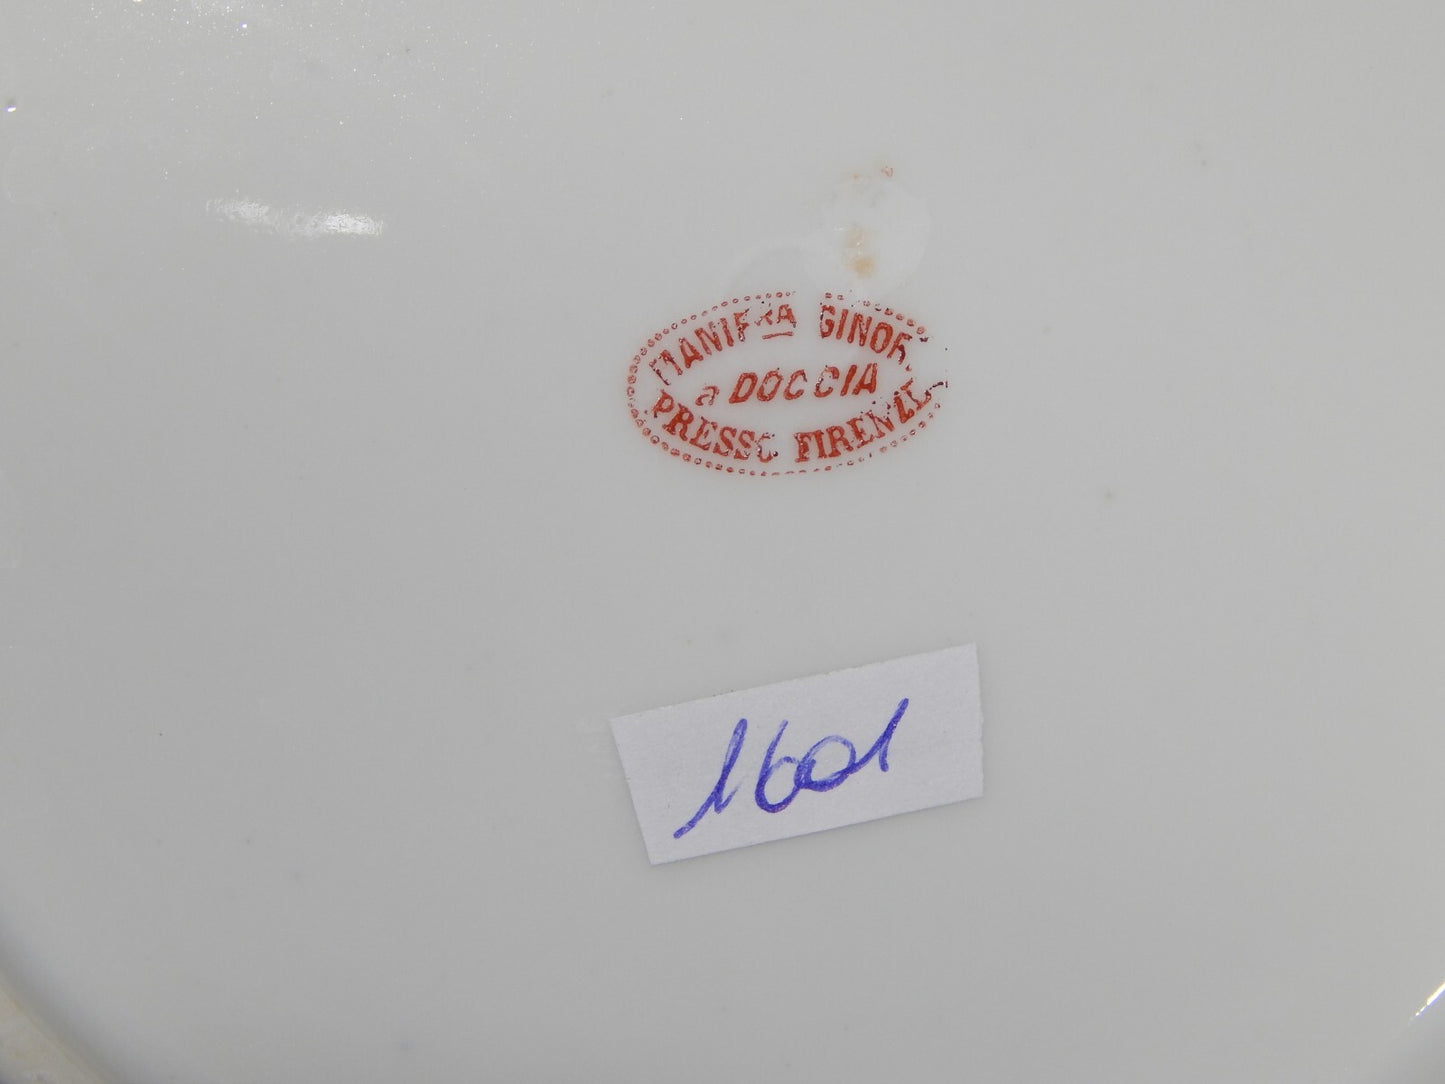 MANIFRA GINORI
a DOCCIA
PRESSO FIRENZE
1601